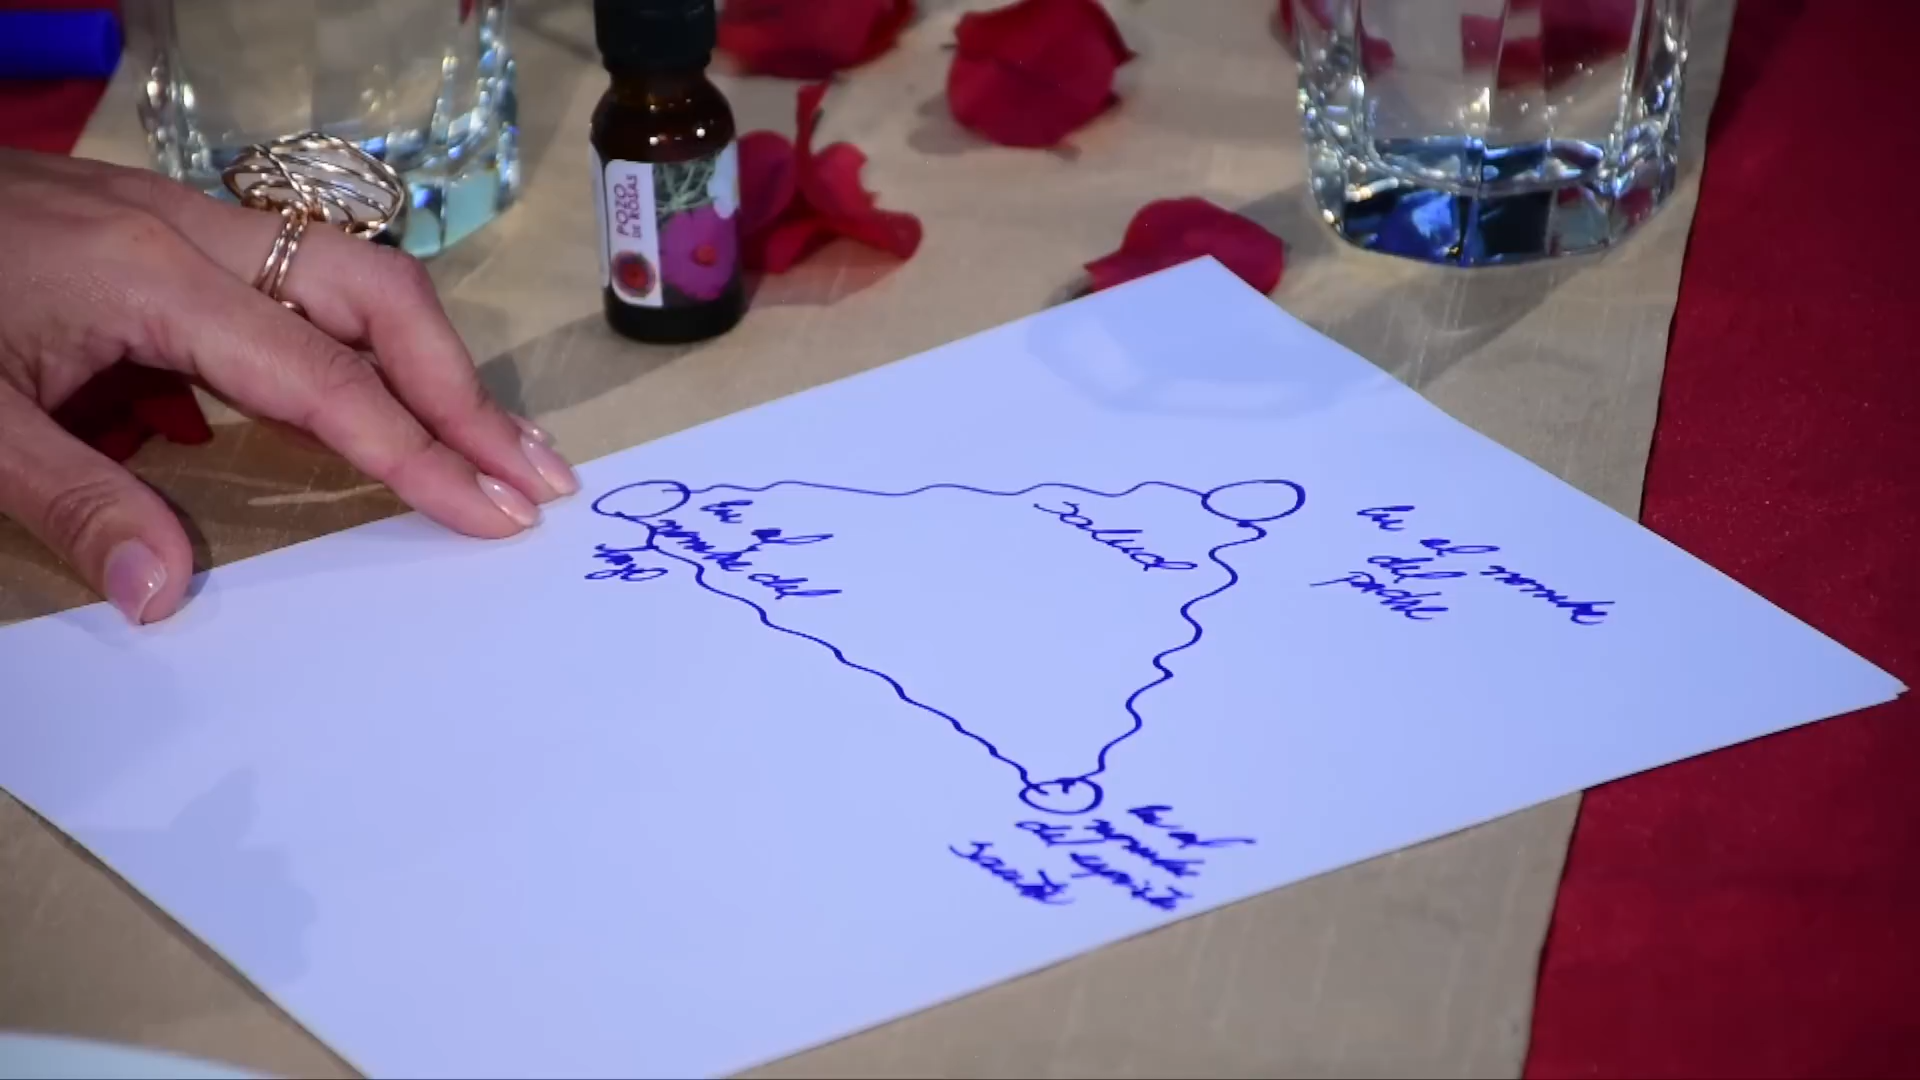 POZO
DE ROSAS
En el
nombre del
hijo
Salud
En el nombre
del
padre
En el
nombre
del espiritu
Santo